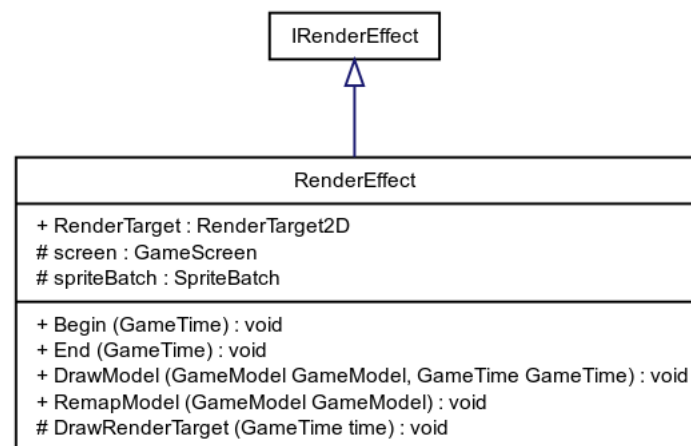 IRenderEffect
RenderEffect
+ RenderTarget : RenderTarget2D
# screen : GameScreen
# spriteBatch : SpriteBatch
+ Begin (GameTime) : void
+ End (GameTime) : void
+ DrawModel (GameModel GameModel, GameTime GameTime) : void
+ RemapModel (GameModel GameModel) : void
# DrawRenderTarget (GameTime time) : void